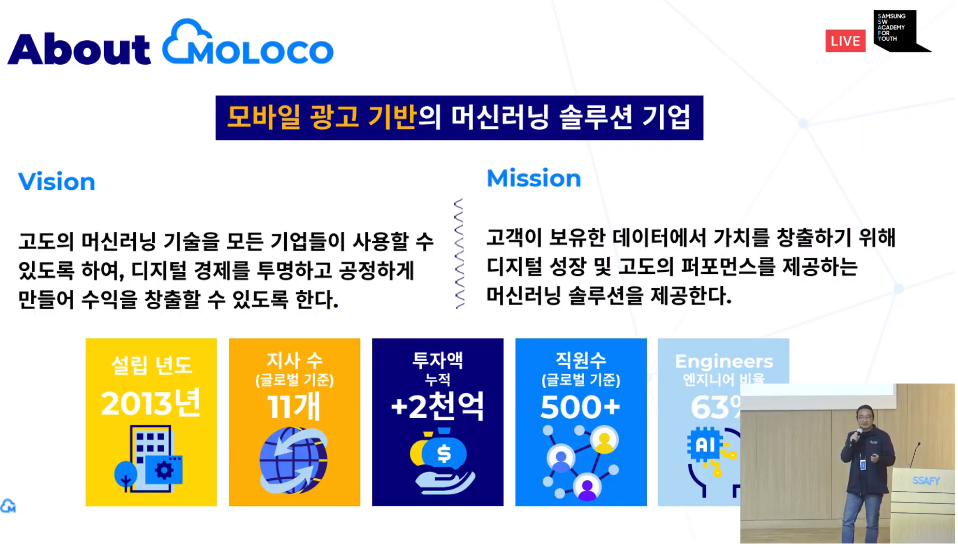 About MOLOCO
LIVE
SAMSUNG
SW
ACADEMY
FOR
YOUTH
모바일 광고 기반의 머신러닝 솔루션 기업
Vision
고도의 머신러닝 기술을 모든 기업들이 사용할 수
있도록 하여, 디지털 경제를 투명하고 공정하게
만들어 수익을 창출할 수 있도록 한다.
Mission
고객이 보유한 데이터에서 가치를 창출하기 위해
디지털 성장 및 고도의 퍼포먼스를 제공하는
머신러닝 솔루션을 제공한다.
설립 년도
2013년
지사 수
(글로벌 기준)
11개
투자액
누적
+2천억
$
직원수
(글로벌 기준)
500+
Engineers
엔지니어 비율
63%
AI
SSAFY